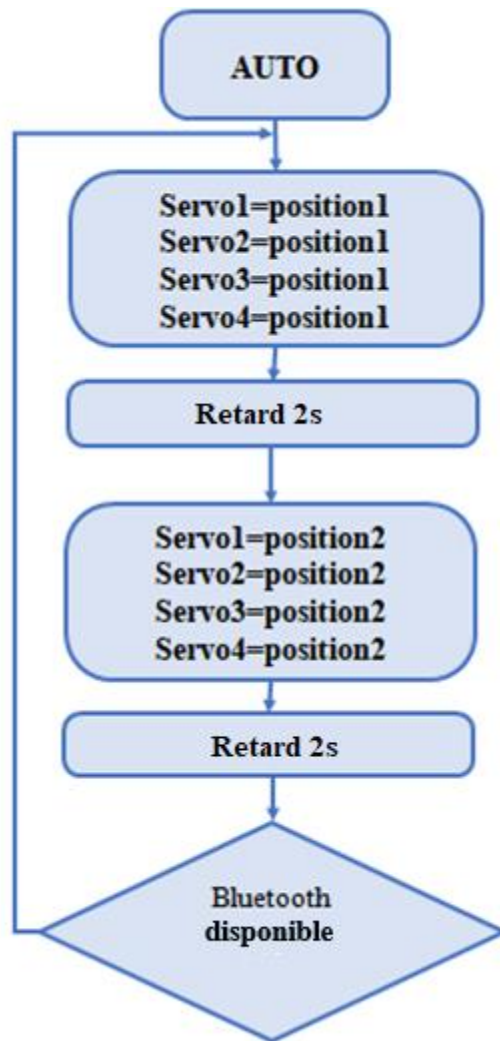 AUTO
Servo1=position1
Servo2=position1
Servo3=position1
Servo4=position1
Retard 2s
Servo1=position2
Servo2=position2
Servo3=position2
Servo4=position2
Retard 2s
Bluetooth
disponible